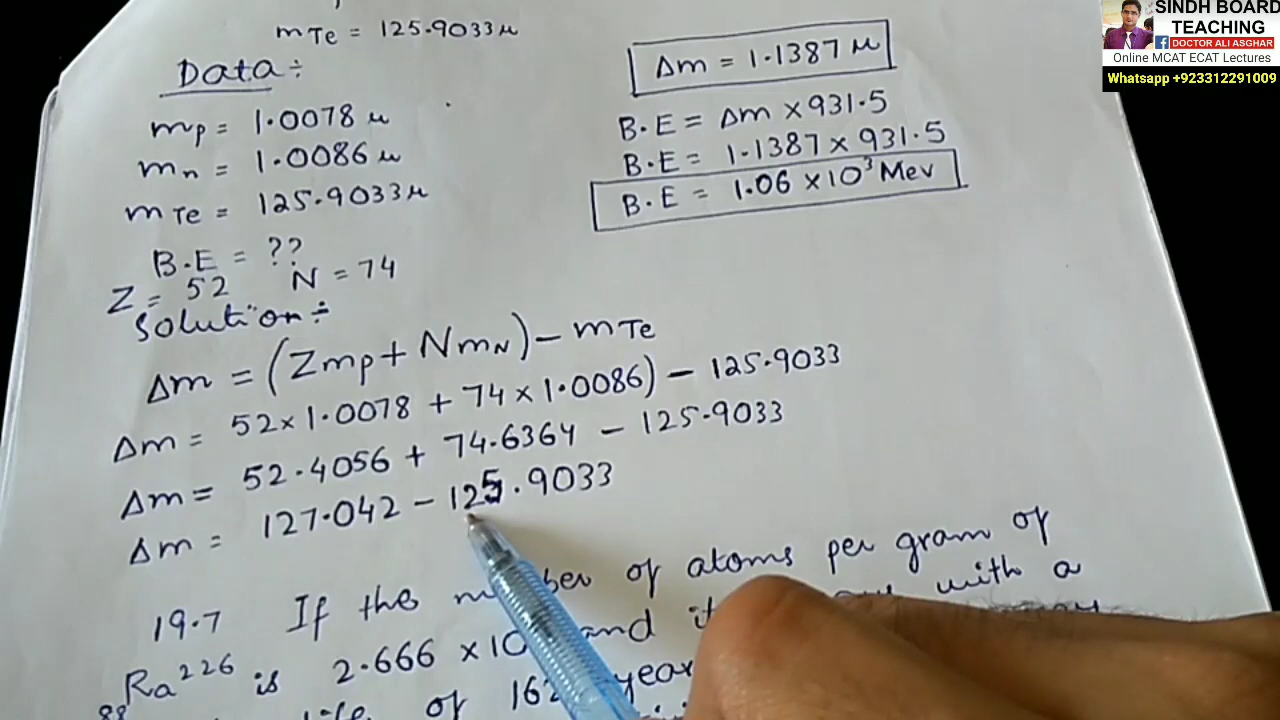 mTe = 125.9033u
Data÷
mp = 1.0078 u
mn = 1.0086 u
mTe = 125.9033u
B.E = ??
Z = 52 N = 74
Solution÷
Δm = (Zmp + NmN) - mTe
Δm = 52 × 1.0078 + 74 × 1.0086) - 125.9033
Δm = 52.4056 + 74.6364 - 125.9033
Δm = 127.042 - 125.9033
Δm = 1.1387 u
B.E = Δm × 931.5
B.E = 1.1387 × 931.5
B.E = 1.06 × 10³ Mev
19.7 If the of atoms per gram of
88Ra226 is 2.666 × 10 and with a
of
SINDH BOARD
TEACHING
DOCTOR ALI ASGHAR
Online MCAT ECAT Lectures
Whatsapp +923312291009